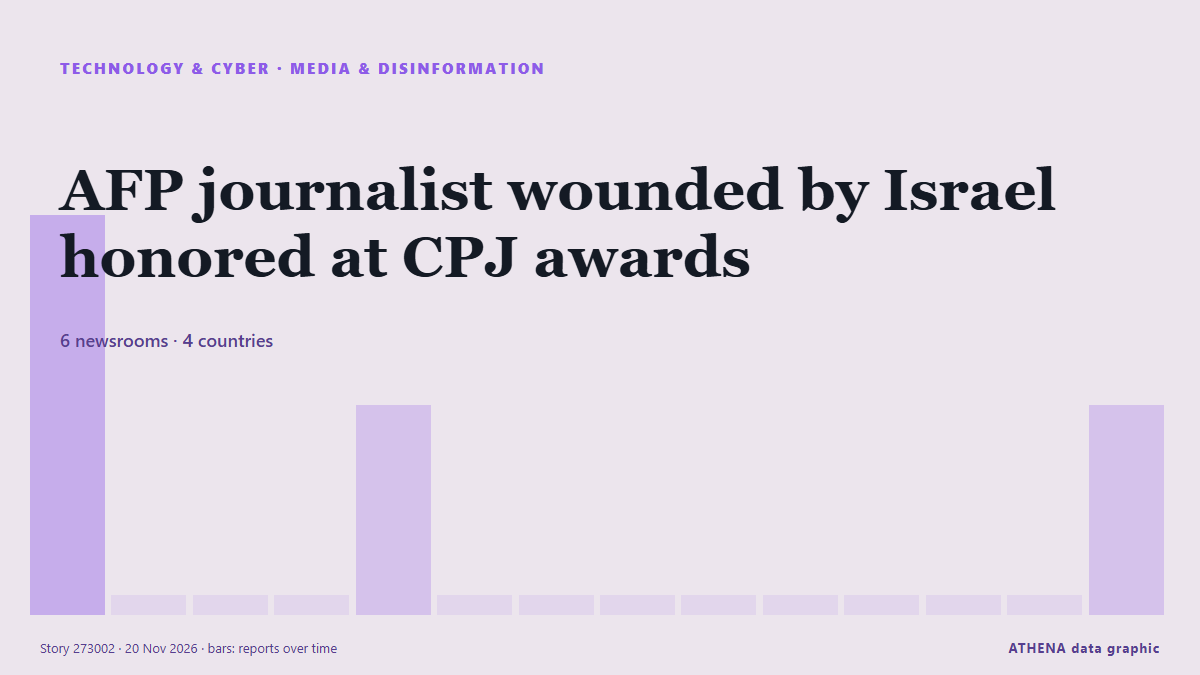 TECHNOLOGY & CYBER · MEDIA & DISINFORMATION
AFP journalist wounded by Israel
honored at CPJ awards
6 newsrooms · 4 countries
Story 273002 · 20 Nov 2026 · bars: reports over time
ATHENA data graphic